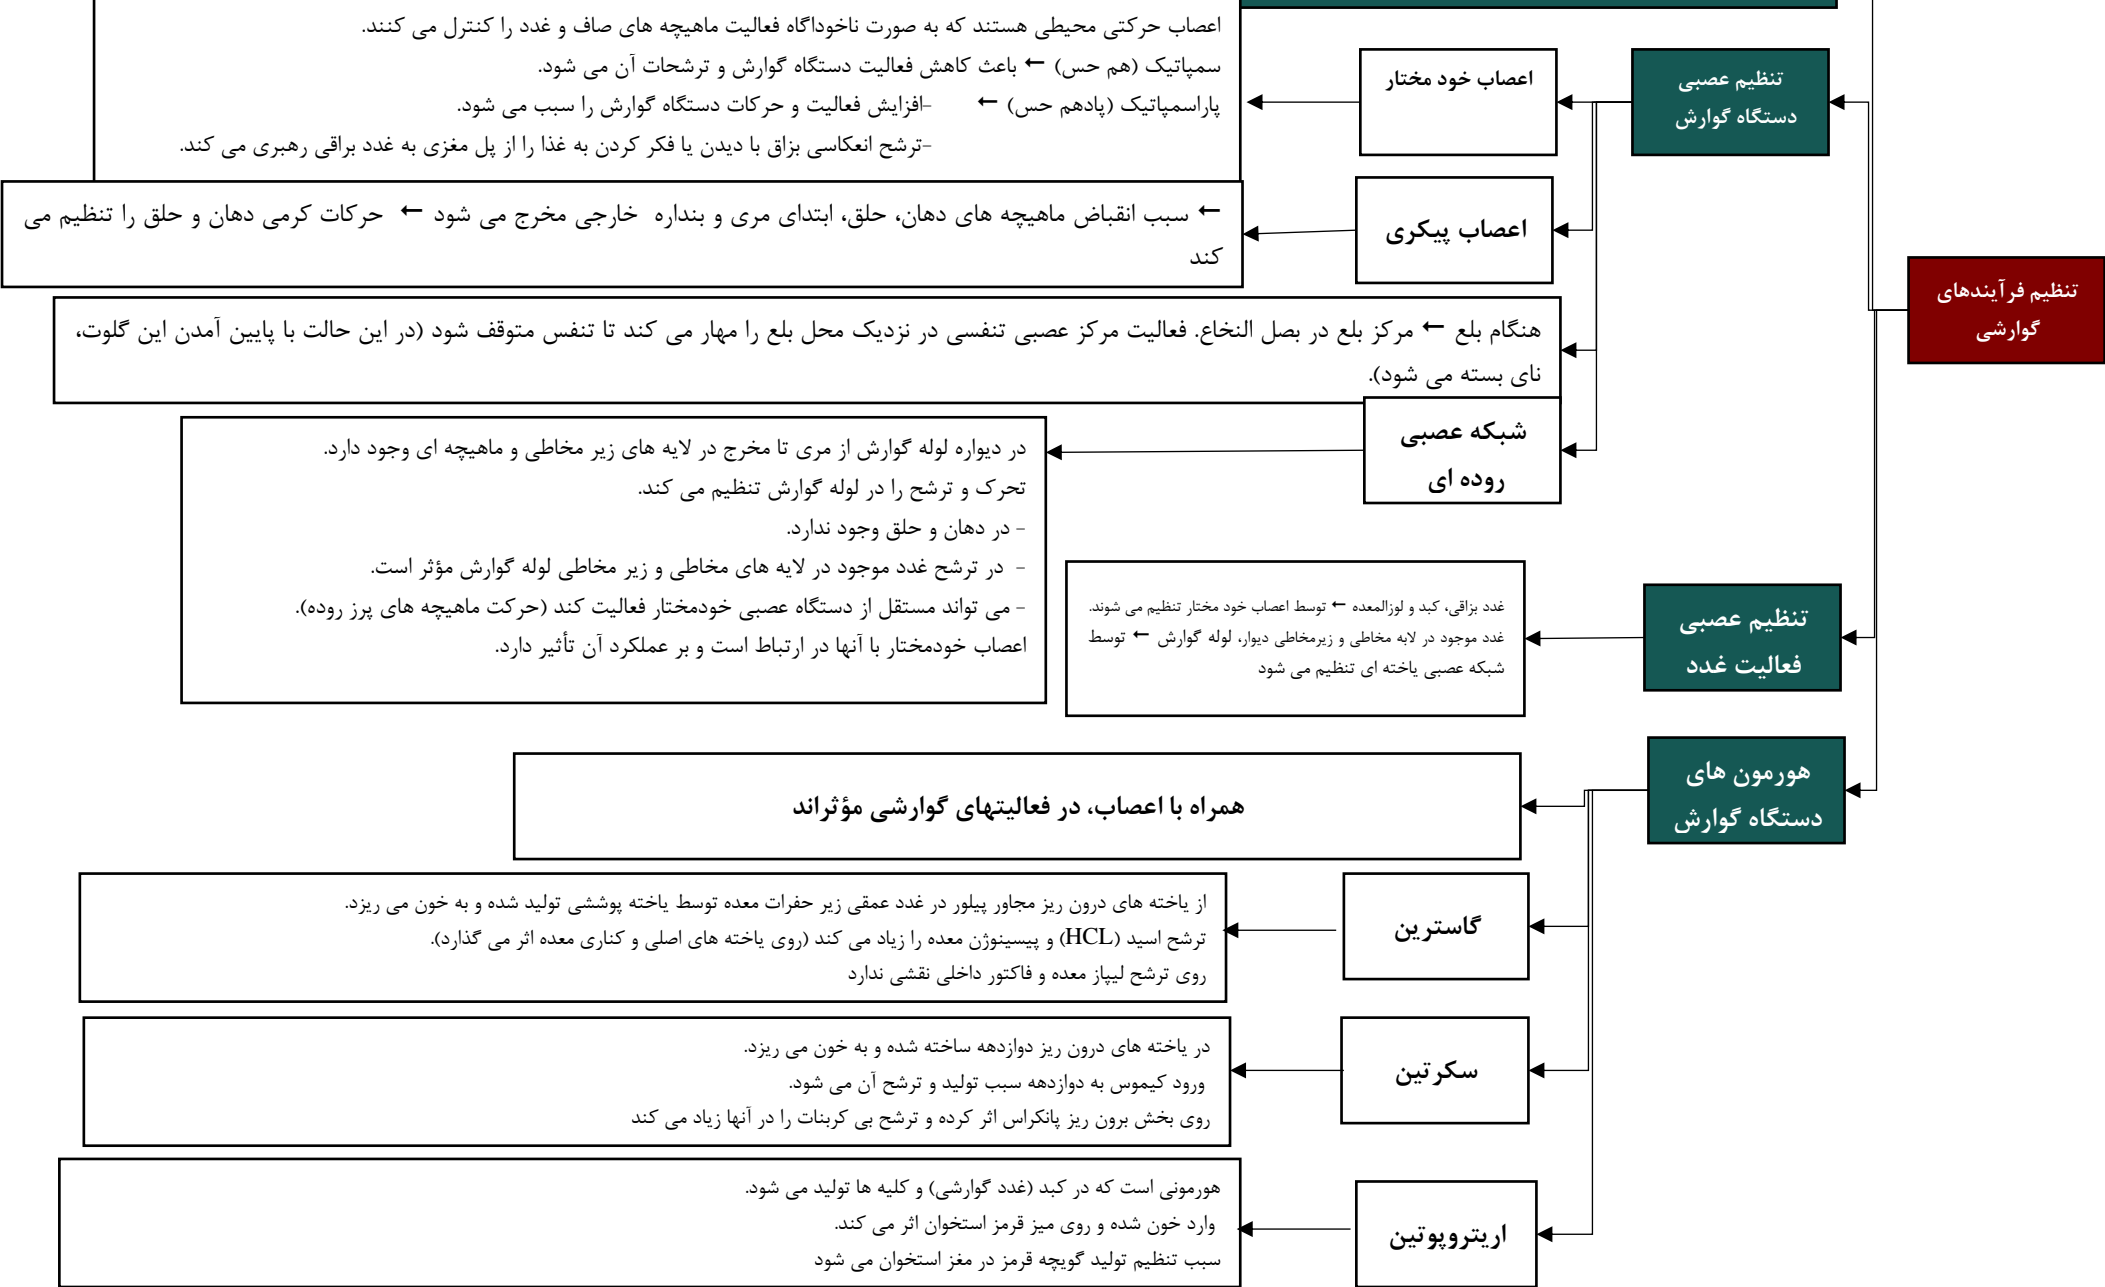 تنظیم فرآیندهای
گوارشی
تنظیم عصبی
دستگاه گوارش
اعصاب خود مختار
اعصاب حرکتی محیطی هستند که به صورت ناخوداگاه فعالیت ماهیچه های صاف و غدد را کنترل می کنند.
سمپاتیک (هم حس) ← باعث کاهش فعالیت دستگاه گوارش و ترشحات آن می شود.
پاراسمپاتیک (پادهم حس) ← -افزایش فعالیت و حرکات دستگاه گوارش را سبب می شود.
-ترشح انعکاسی بزاق با دیدن یا فکر کردن به غذا را از پل مغزی به غدد براقی رهبری می کند.
اعصاب پیکری
← سبب انقباض ماهیچه های دهان، حلق، ابتدای مری و بنداره خارجی مخرج می شود ← حرکات کرمی دهان و حلق را تنظیم می
کند
هنگام بلع ← مرکز بلع در بصل النخاع. فعالیت مرکز عصبی تنفسی در نزدیک محل بلع را مهار می کند تا تنفس متوقف شود (در این حالت با پایین آمدن این گلوت،
نای بسته می شود).
شبکه عصبی
روده ای
در دیواره لوله گوارش از مری تا مخرج در لایه های زیر مخاطی و ماهیچه ای وجود دارد.
تحرک و ترشح را در لوله گوارش تنظیم می کند.
- در دهان و حلق وجود ندارد.
- در ترشح غدد موجود در لایه های مخاطی و زیر مخاطی لوله گوارش مؤثر است.
- می تواند مستقل از دستگاه عصبی خودمختار فعالیت کند (حرکت ماهیچه های پرز روده).
اعصاب خودمختار با آنها در ارتباط است و بر عملکرد آن تأثیر دارد.
تنظیم عصبی
فعالیت غدد
غدد بزاقی، کبد و لوزالمعده ← توسط اعصاب خود مختار تنظیم می شوند.
غدد موجود در لابه مخاطی و زیرمخاطی دیوار، لوله گوارش ← توسط
شبکه عصبی یاخته ای تنظیم می شود
هورمون های
دستگاه گوارش
همراه با اعصاب، در فعالیتهای گوارشی مؤثراند
گاسترین
از یاخته های درون ریز مجاور پیلور در غدد عمقی زیر حفرات معده توسط یاخته پوششی تولید شده و به خون می ریزد.
ترشح اسید (HCL) و پیسینوژن معده را زیاد می کند (روی یاخته های اصلی و کناری معده اثر می گذارد).
روی ترشح لیپاز معده و فاکتور داخلی نقشی ندارد
سکرتین
در یاخته های درون ریز دوازدهه ساخته شده و به خون می ریزد.
ورود کیموس به دوازدهه سبب تولید و ترشح آن می شود.
روی بخش برون ریز پانکراس اثر کرده و ترشح بی کربنات را در آنها زیاد می کند
اریتروپوتین
هورمونی است که در کبد (غدد گوارشی) و کلیه ها تولید می شود.
وارد خون شده و روی میز قرمز استخوان اثر می کند.
سبب تنظیم تولید گویچه قرمز در مغز استخوان می شود